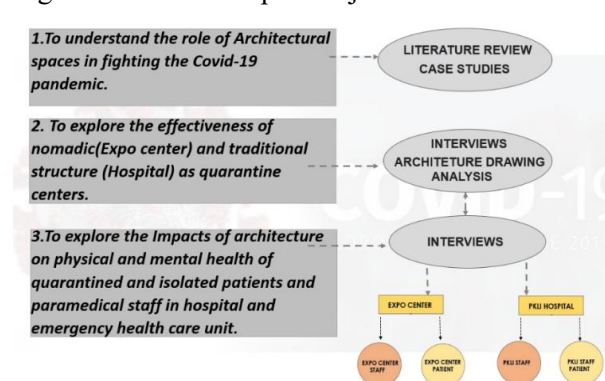 1.To understand the role of Architectural
spaces in fighting the Covid-19
pandemic.
LITERATURE REVIEW
CASE STUDIES
2. To explore the effectiveness of
nomadic(Expo center) and traditional
structure (Hospital) as quarantine
centers.
INTERVIEWS
ARCHITETURE DRAWING
ANALYSIS
COVID-19
3.To explore the Impacts of architecture
on physical and mental health of
quarantined and isolated patients and
paramedical staff in hospital and
emergency health care unit.
INTERVIEWS
EXPO CENTER
PKLI HOSPITAL
EXPO CENTER
STAFF
EXPO CENTER
PATIENT
PKLI STAFF
PKLI STAFF
PATIENT